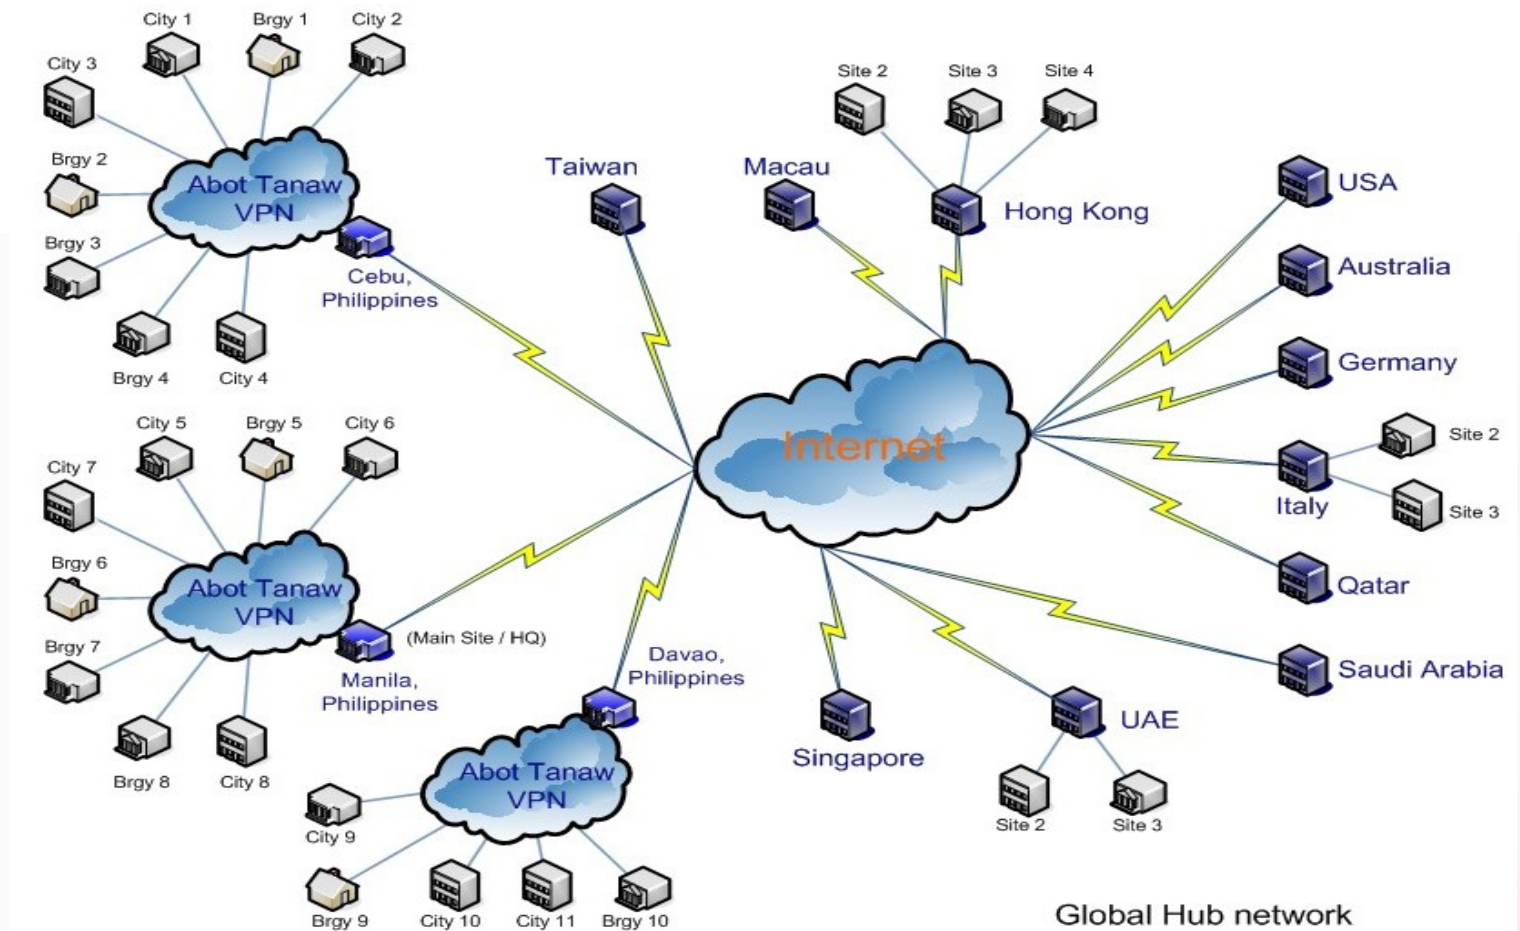 City 1
Brgy 1
City 2
City 3
Brgy 2
Abot Tanaw
VPN
Brgy 3
Cebu,
Philippines
Brgy 4
City 4
Taiwan
Macau
Site 2
Site 3
Site 4
Hong Kong
USA
Australia
Germany
Internet
Italy
Site 2
Site 3
Qatar
Saudi Arabia
City 5
Brgy 5
City 6
City 7
Brgy 6
Abot Tanaw
VPN
Brgy 7
(Main Site / HQ)
Manila,
Philippines
Brgy 8
City 8
Davao,
Philippines
Abot Tanaw
VPN
City 9
Brgy 9
City 10
City 11
Brgy 10
Singapore
UAE
Site 2
Site 3
Global Hub network